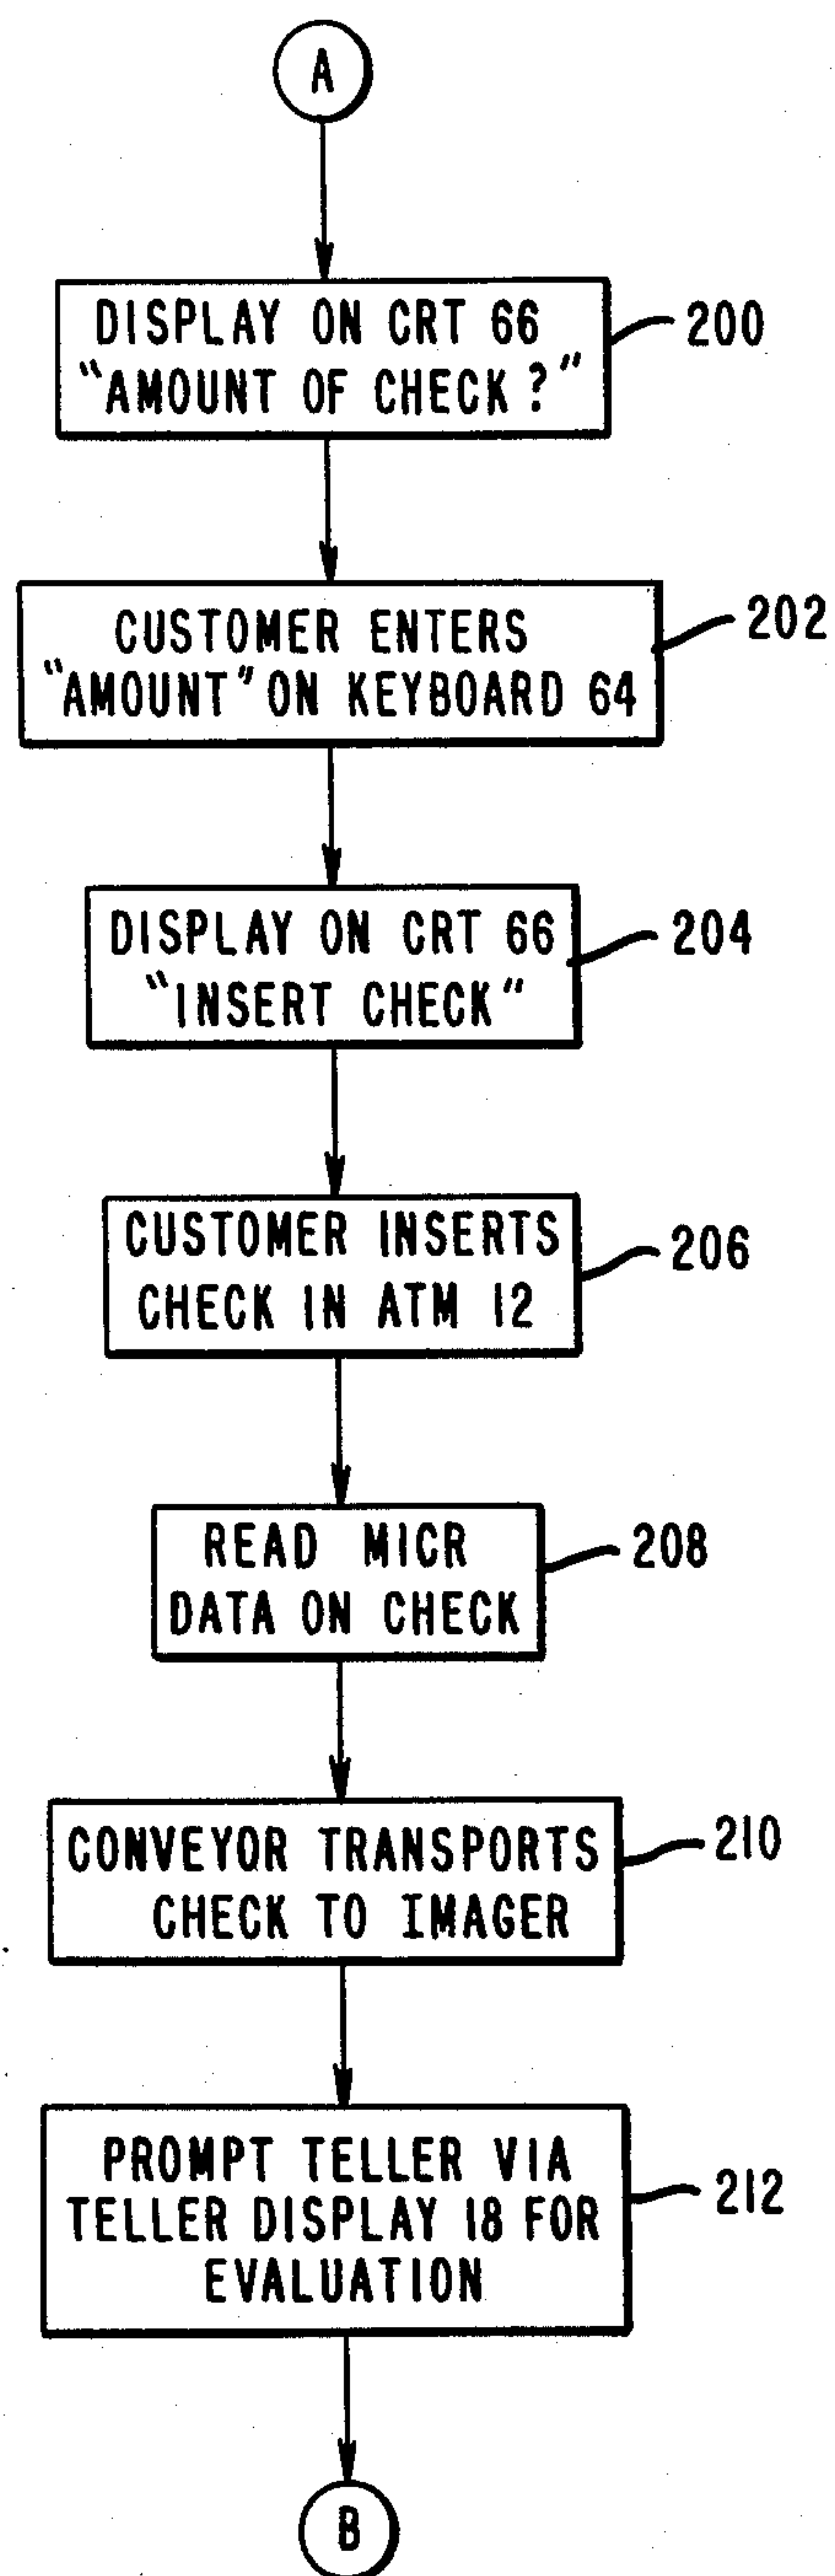 A
DISPLAY ON CRT 66
"AMOUNT OF CHECK?"
200
CUSTOMER ENTERS
"AMOUNT" ON KEYBOARD 64
202
DISPLAY ON CRT 66
"INSERT CHECK"
204
CUSTOMER INSERTS
CHECK IN ATM 12
206
READ MICR
DATA ON CHECK
208
CONVEYOR TRANSPORTS
CHECK TO IMAGER
210
PROMPT TELLER VIA
TELLER DISPLAY 18 FOR
EVALUATION
212
B